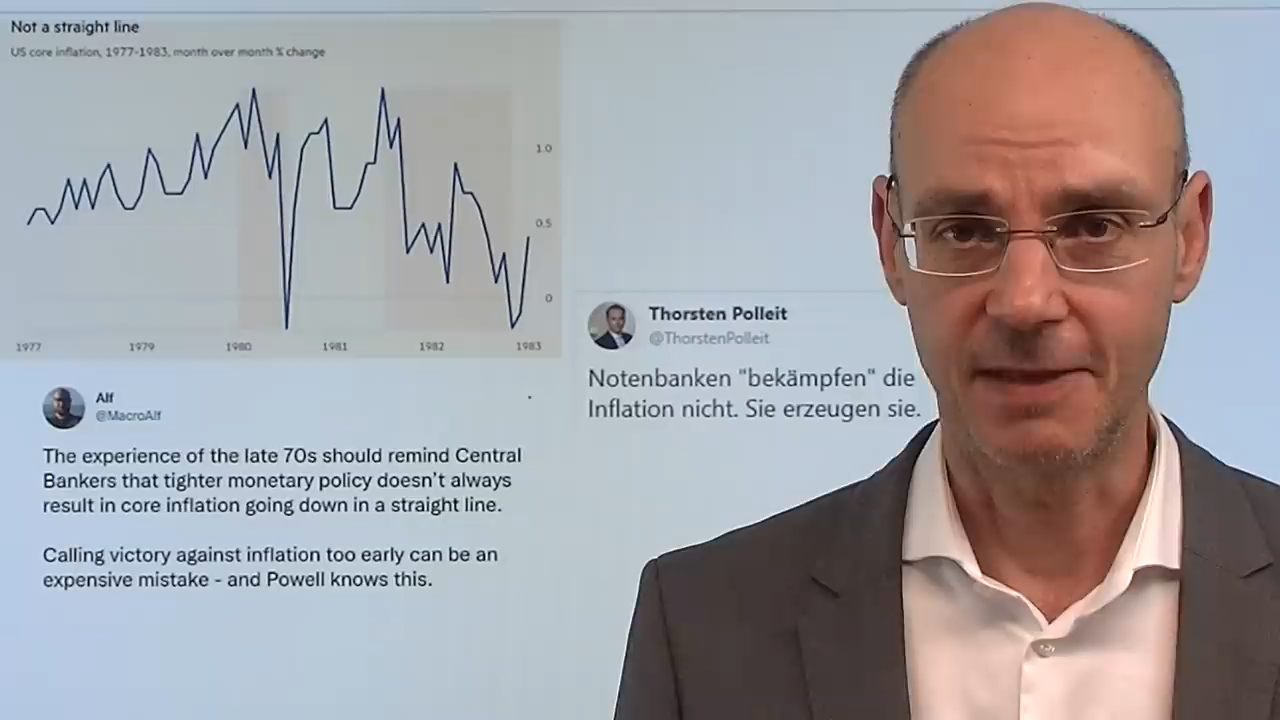 Not a straight line
US core inflation, 1977-1983, month over month % change
1.0
0.5
0
1977 1979 1980 1981 1982 1983
Alf
@MacroAlf
The experience of the late 70s should remind Central
Bankers that tighter monetary policy doesn't always
result in core inflation going down in a straight line.
Calling victory against inflation too early can be an
expensive mistake - and Powell knows this.
Thorsten Polleit
@ThorstenPolleit
Notenbanken "bekämpfen" die
Inflation nicht. Sie erzeugen sie.